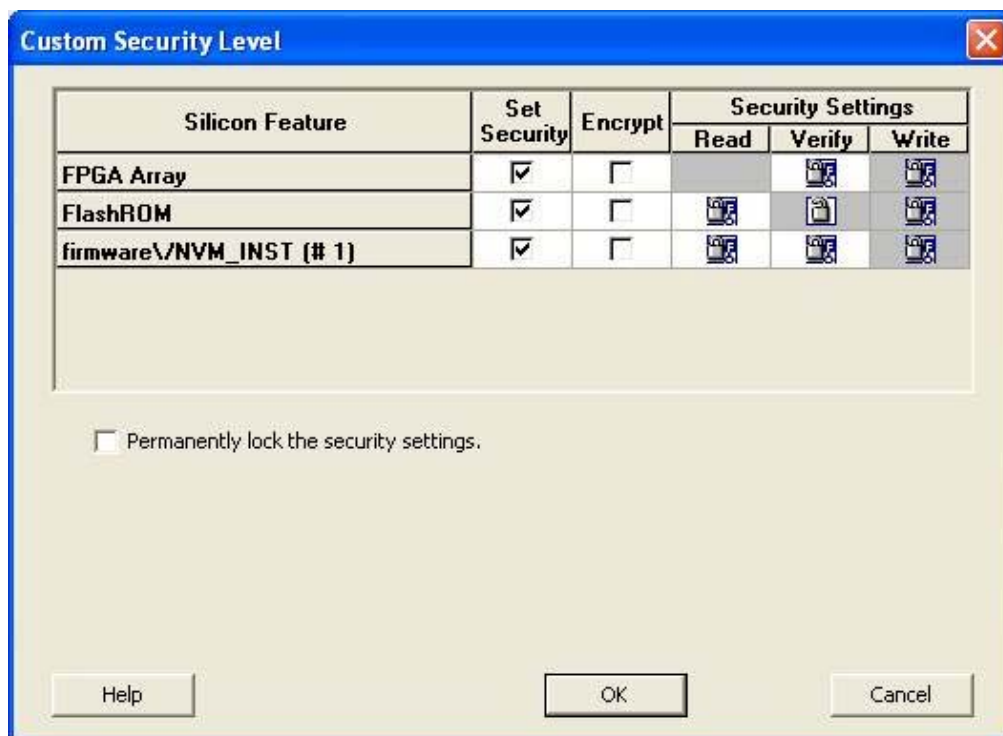 Custom Security Level
Silicon Feature
Set Security
Encrypt
Security Settings
Read
Verify
Write
FPGA Array
FlashROM
firmware\/NVM_INST (# 1)
Permanently lock the security settings.
Help
OK
Cancel